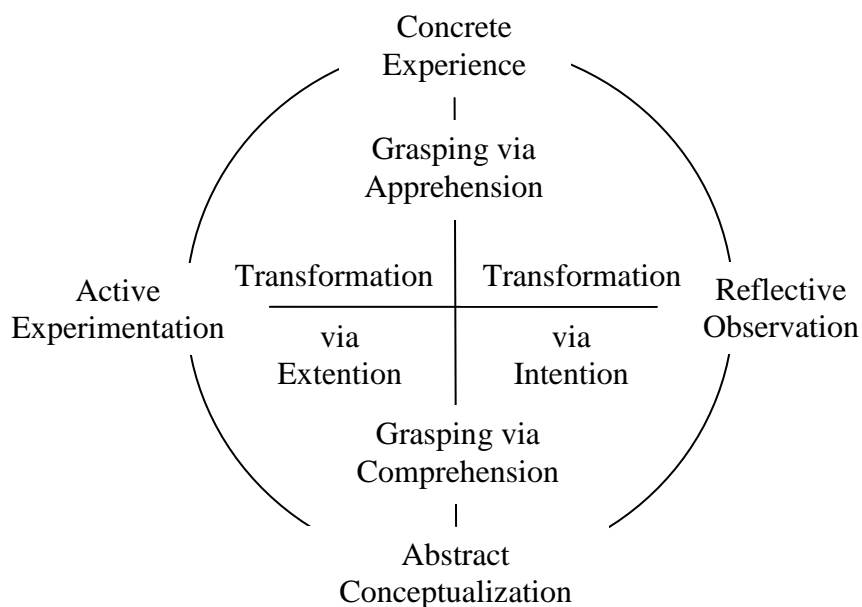 Concrete
Experience
Grasping via
Apprehension
Transformation
Transformation
Active
Experimentation
Reflective
Observation
via
Extention
via
Intention
Grasping via
Comprehension
Abstract
Conceptualization